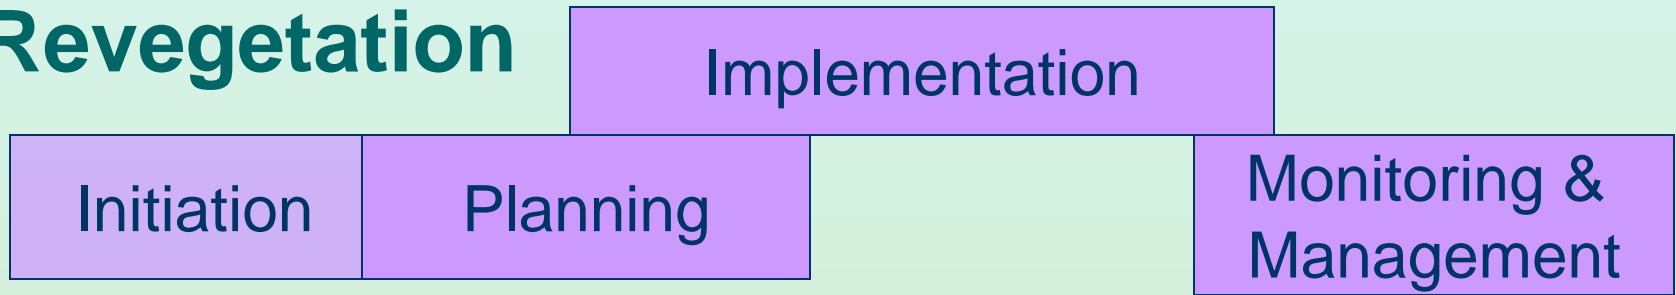 Revegetation
Implementation
Initiation
Planning
Monitoring &
Management